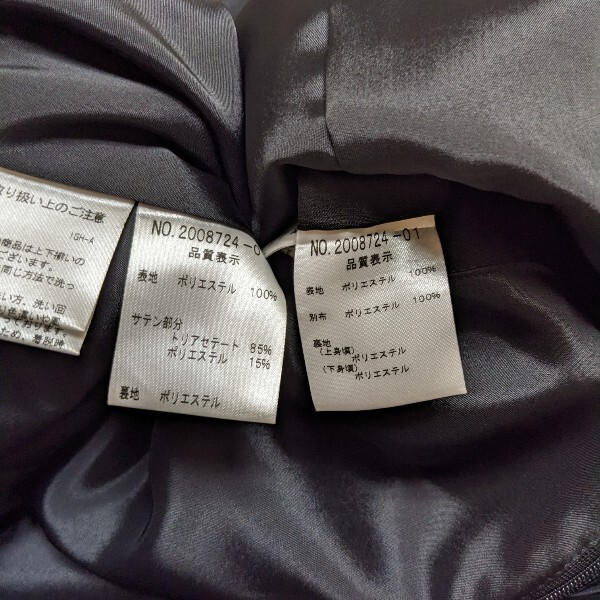 取り扱い上のご注意
IGH-A
商品は上下揃いの
ございます。
同じ方法で洗っ
い方、洗い回
ため、着脱時
NO.2008724-0
品質表示
表地 ポリエステル 100%
サテン部分
トリアセテート 85%
ポリエステル 15%
裏地 ポリエステル
NO.2008724-01
品質表示
表地 ポリエステル 100%
別布 ポリエステル 100%
裏地
(上身頃) ポリエステル
(下身頃) ポリエステル